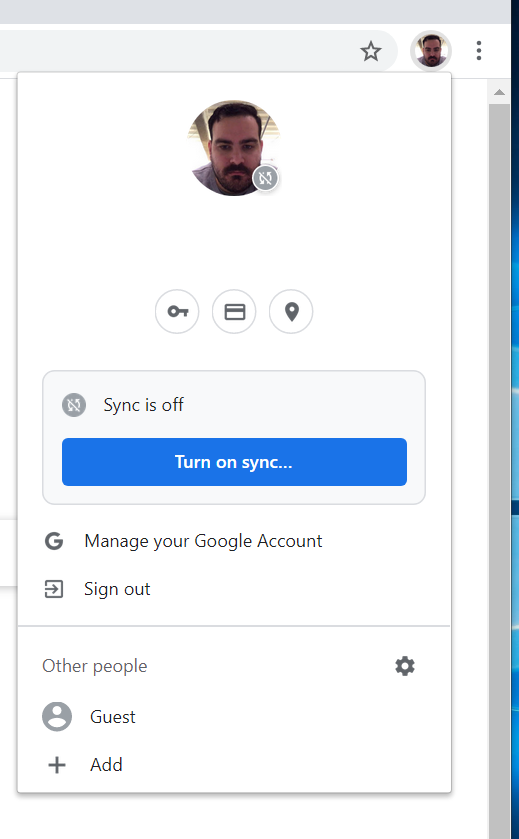 Sync is off
Turn on sync...
Manage your Google Account
Sign out
Other people
Guest
Add